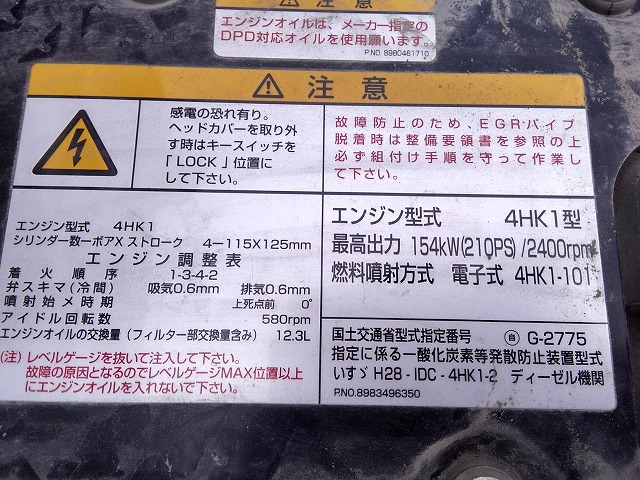 注意
エンジンオイルは、メーカー指定の
DPD対応オイルを使用願います。
P.NO. 8980461710
注意
感電の恐れ有り。
ヘッドカバーを取り外
す時はキースイッチを
「LOCK」位置に
して下さい。
故障防止のため、EGRパイプ
脱着時は整備要領書を参照の上
必ず組付け手順を守って作業し
て下さい。
エンジン型式 4HK1
シリンダー数ーボアX ストローク 4ー115X125mm
エンジン調整表
着火順序 1-3-4-2
弁スキマ(冷間) 吸気0.6mm 排気0.6mm
噴射始メ時期 上死点前 0°
アイドル回転数 580rpm
エンジンオイルの交換量(フィルター部交換量含み) 12.3L
(注)レベルゲージを抜いて注入して下さい。
故障の原因となるのでレベルゲージMAX位置以上
にエンジンオイルを入れないで下さい。
エンジン型式 4HK1型
最高出力 154kW(210PS)/2400rpm
燃料噴射方式 電子式 4HK1-101
国土交通省型式指定番号 自 G-2775
指定に係る一酸化炭素等発散防止装置型式
いすゞ H28-IDC-4HK1-2 ディーゼル機関
P.NO.8983496350